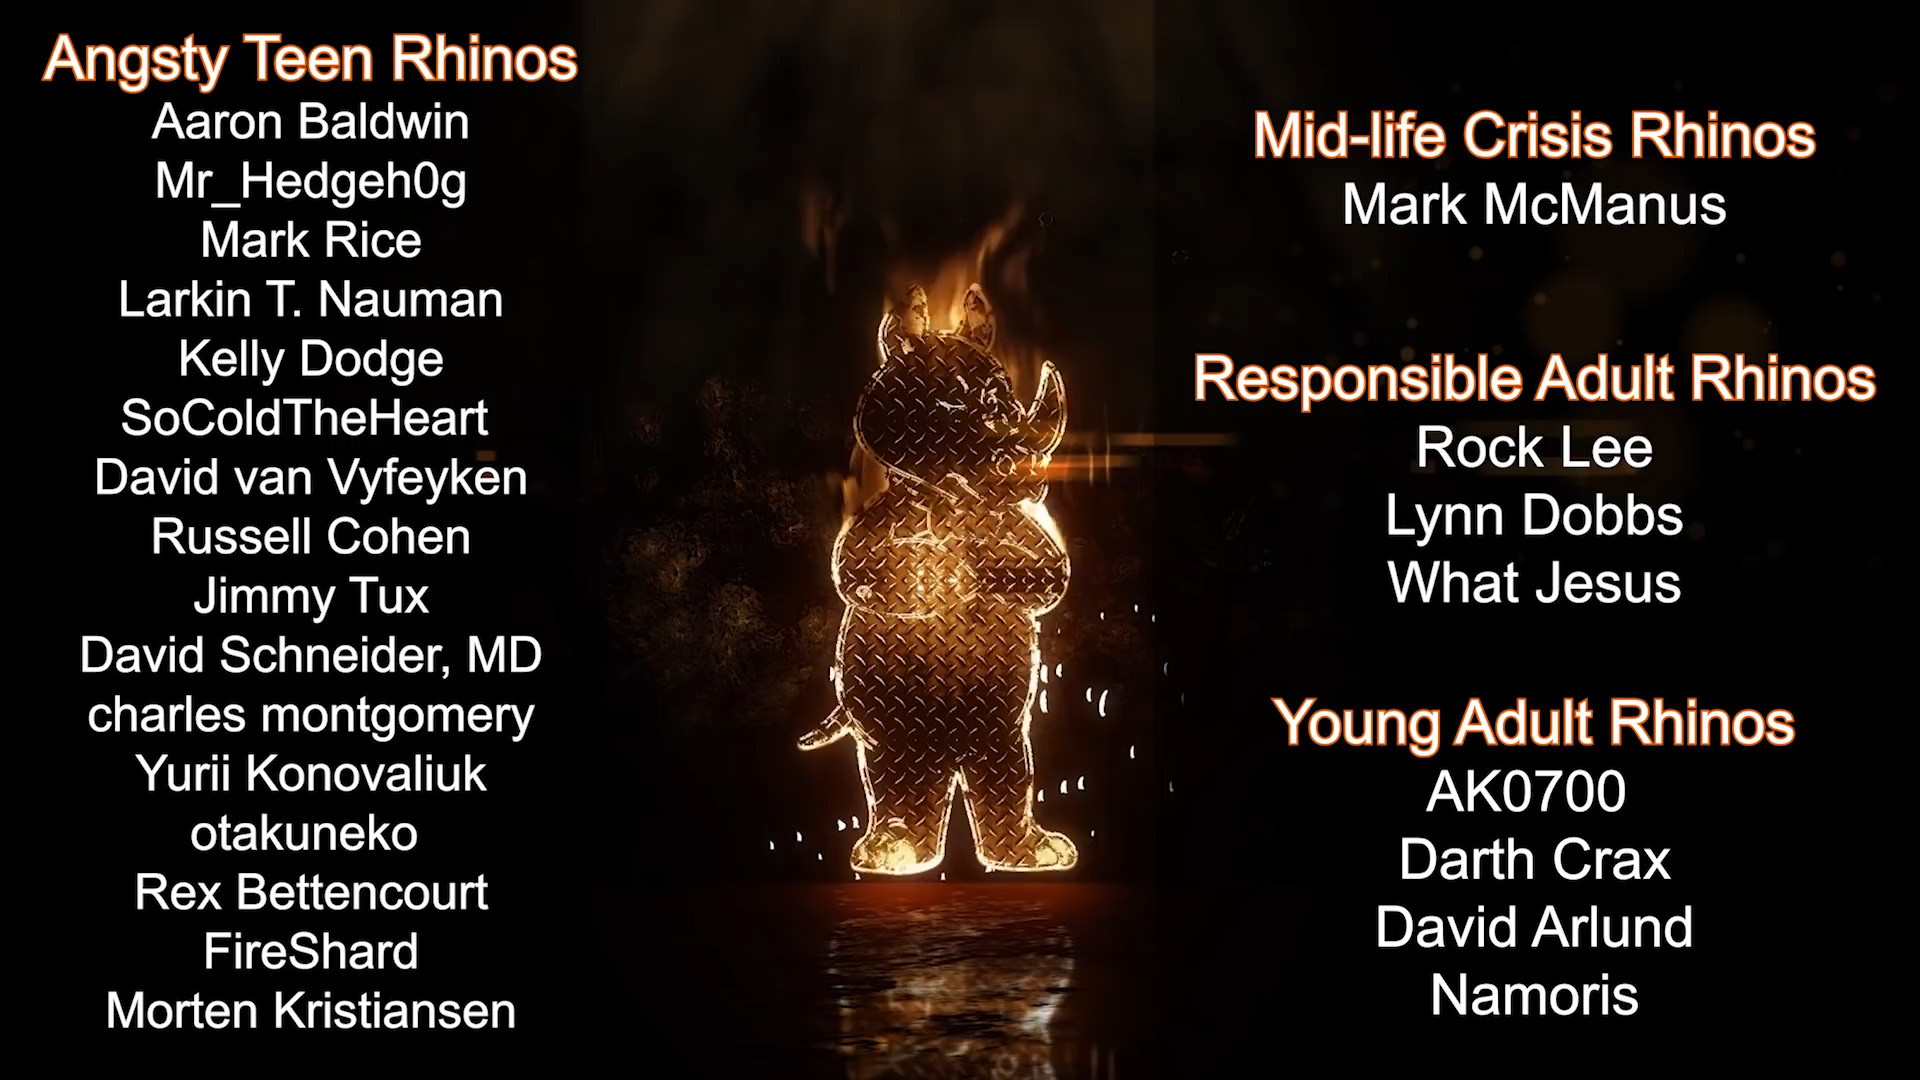 Angsty Teen Rhinos
Aaron Baldwin
Mr_Hedgeh0g
Mark Rice
Larkin T. Nauman
Kelly Dodge
SoColdTheHeart
David van Vyfeyken
Russell Cohen
Jimmy Tux
David Schneider, MD
charles montgomery
Yurii Konovaliuk
otakuneko
Rex Bettencourt
FireShard
Morten Kristiansen
Mid-life Crisis Rhinos
Mark McManus
Responsible Adult Rhinos
Rock Lee
Lynn Dobbs
What Jesus
Young Adult Rhinos
AK0700
Darth Crax
David Arlund
Namoris